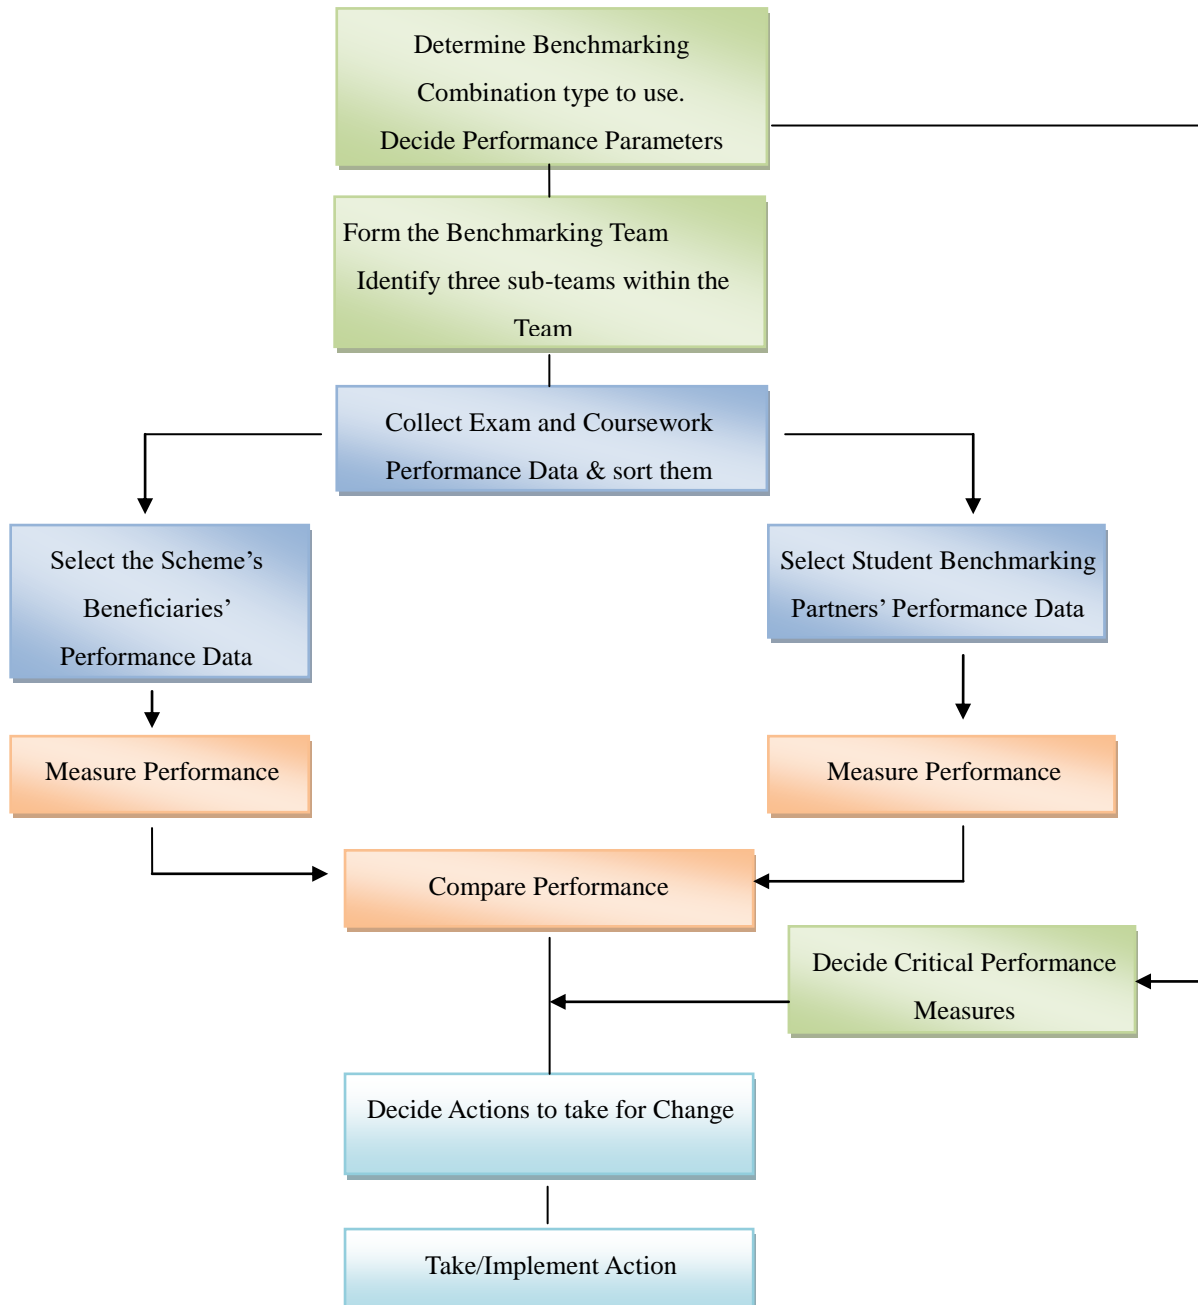 Determine Benchmarking
Combination type to use.
Decide Performance Parameters
Form the Benchmarking Team
Identify three sub-teams within the
Team
Collect Exam and Coursework
Performance Data & sort them
Select the Scheme’s
Beneficiaries’
Performance Data
Select Student Benchmarking
Partners’ Performance Data
Measure Performance
Measure Performance
Compare Performance
Decide Critical Performance
Measures
Decide Actions to take for Change
Take/Implement Action